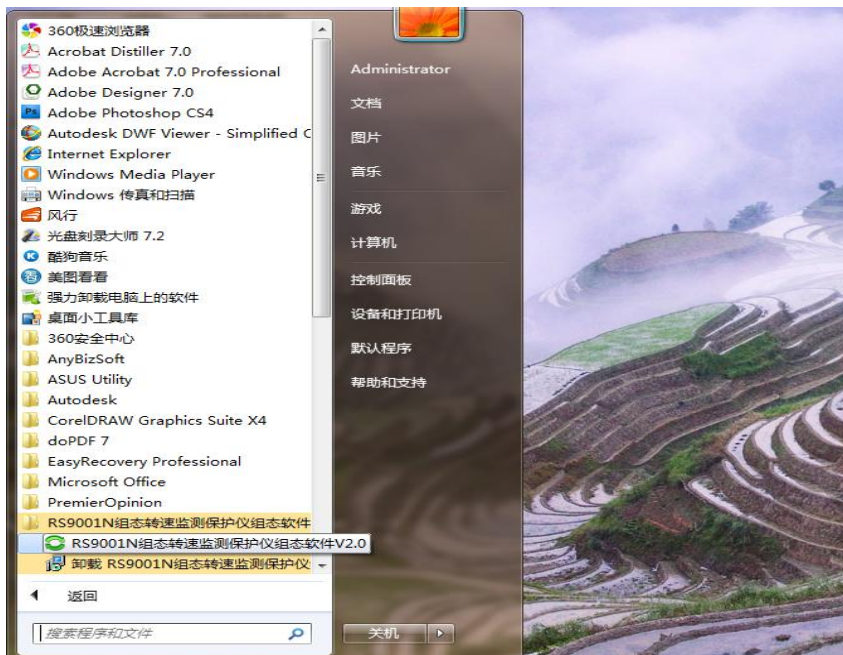 360极速浏览器
Acrobat Distiller 7.0
Adobe Acrobat 7.0 Professional
Adobe Designer 7.0
Adobe Photoshop CS4
Autodesk DWF Viewer - Simplified C
Internet Explorer
Windows Media Player
Windows 传真和扫描
风行
光盘刻录大师 7.2
酷狗音乐
美图看看
强力卸载电脑上的软件
桌面小工具库
360安全中心
AnyBizSoft
ASUS Utility
Autodesk
CorelDRAW Graphics Suite X4
doPDF 7
EasyRecovery Professional
Microsoft Office
PremierOpinion
RS9001N组态转速监测保护仪组态软件
RS9001N组态转速监测保护仪组态软件V2.0
卸载 RS9001N组态转速监测保护仪
返回
搜索程序和文件
Administrator
文档
图片
音乐
游戏
计算机
控制面板
设备和打印机
默认程序
帮助和支持
关机